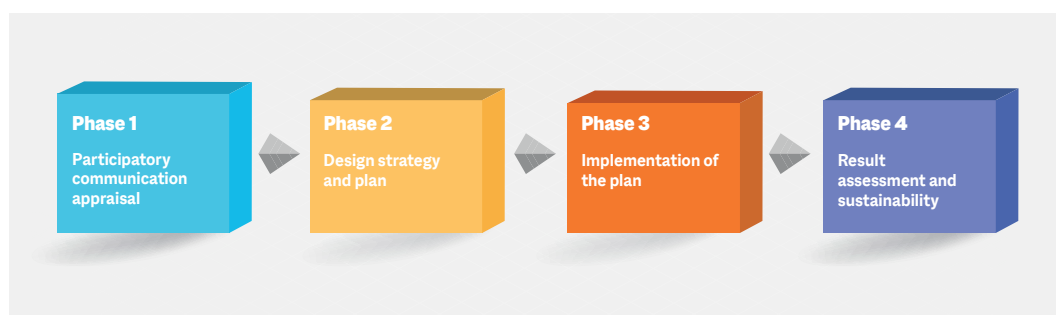 Phase 1
Participatory
communication
appraisal
Phase 2
Design strategy
and plan
Phase 3
Implementation of
the plan
Phase 4
Result
assessment and
sustainability